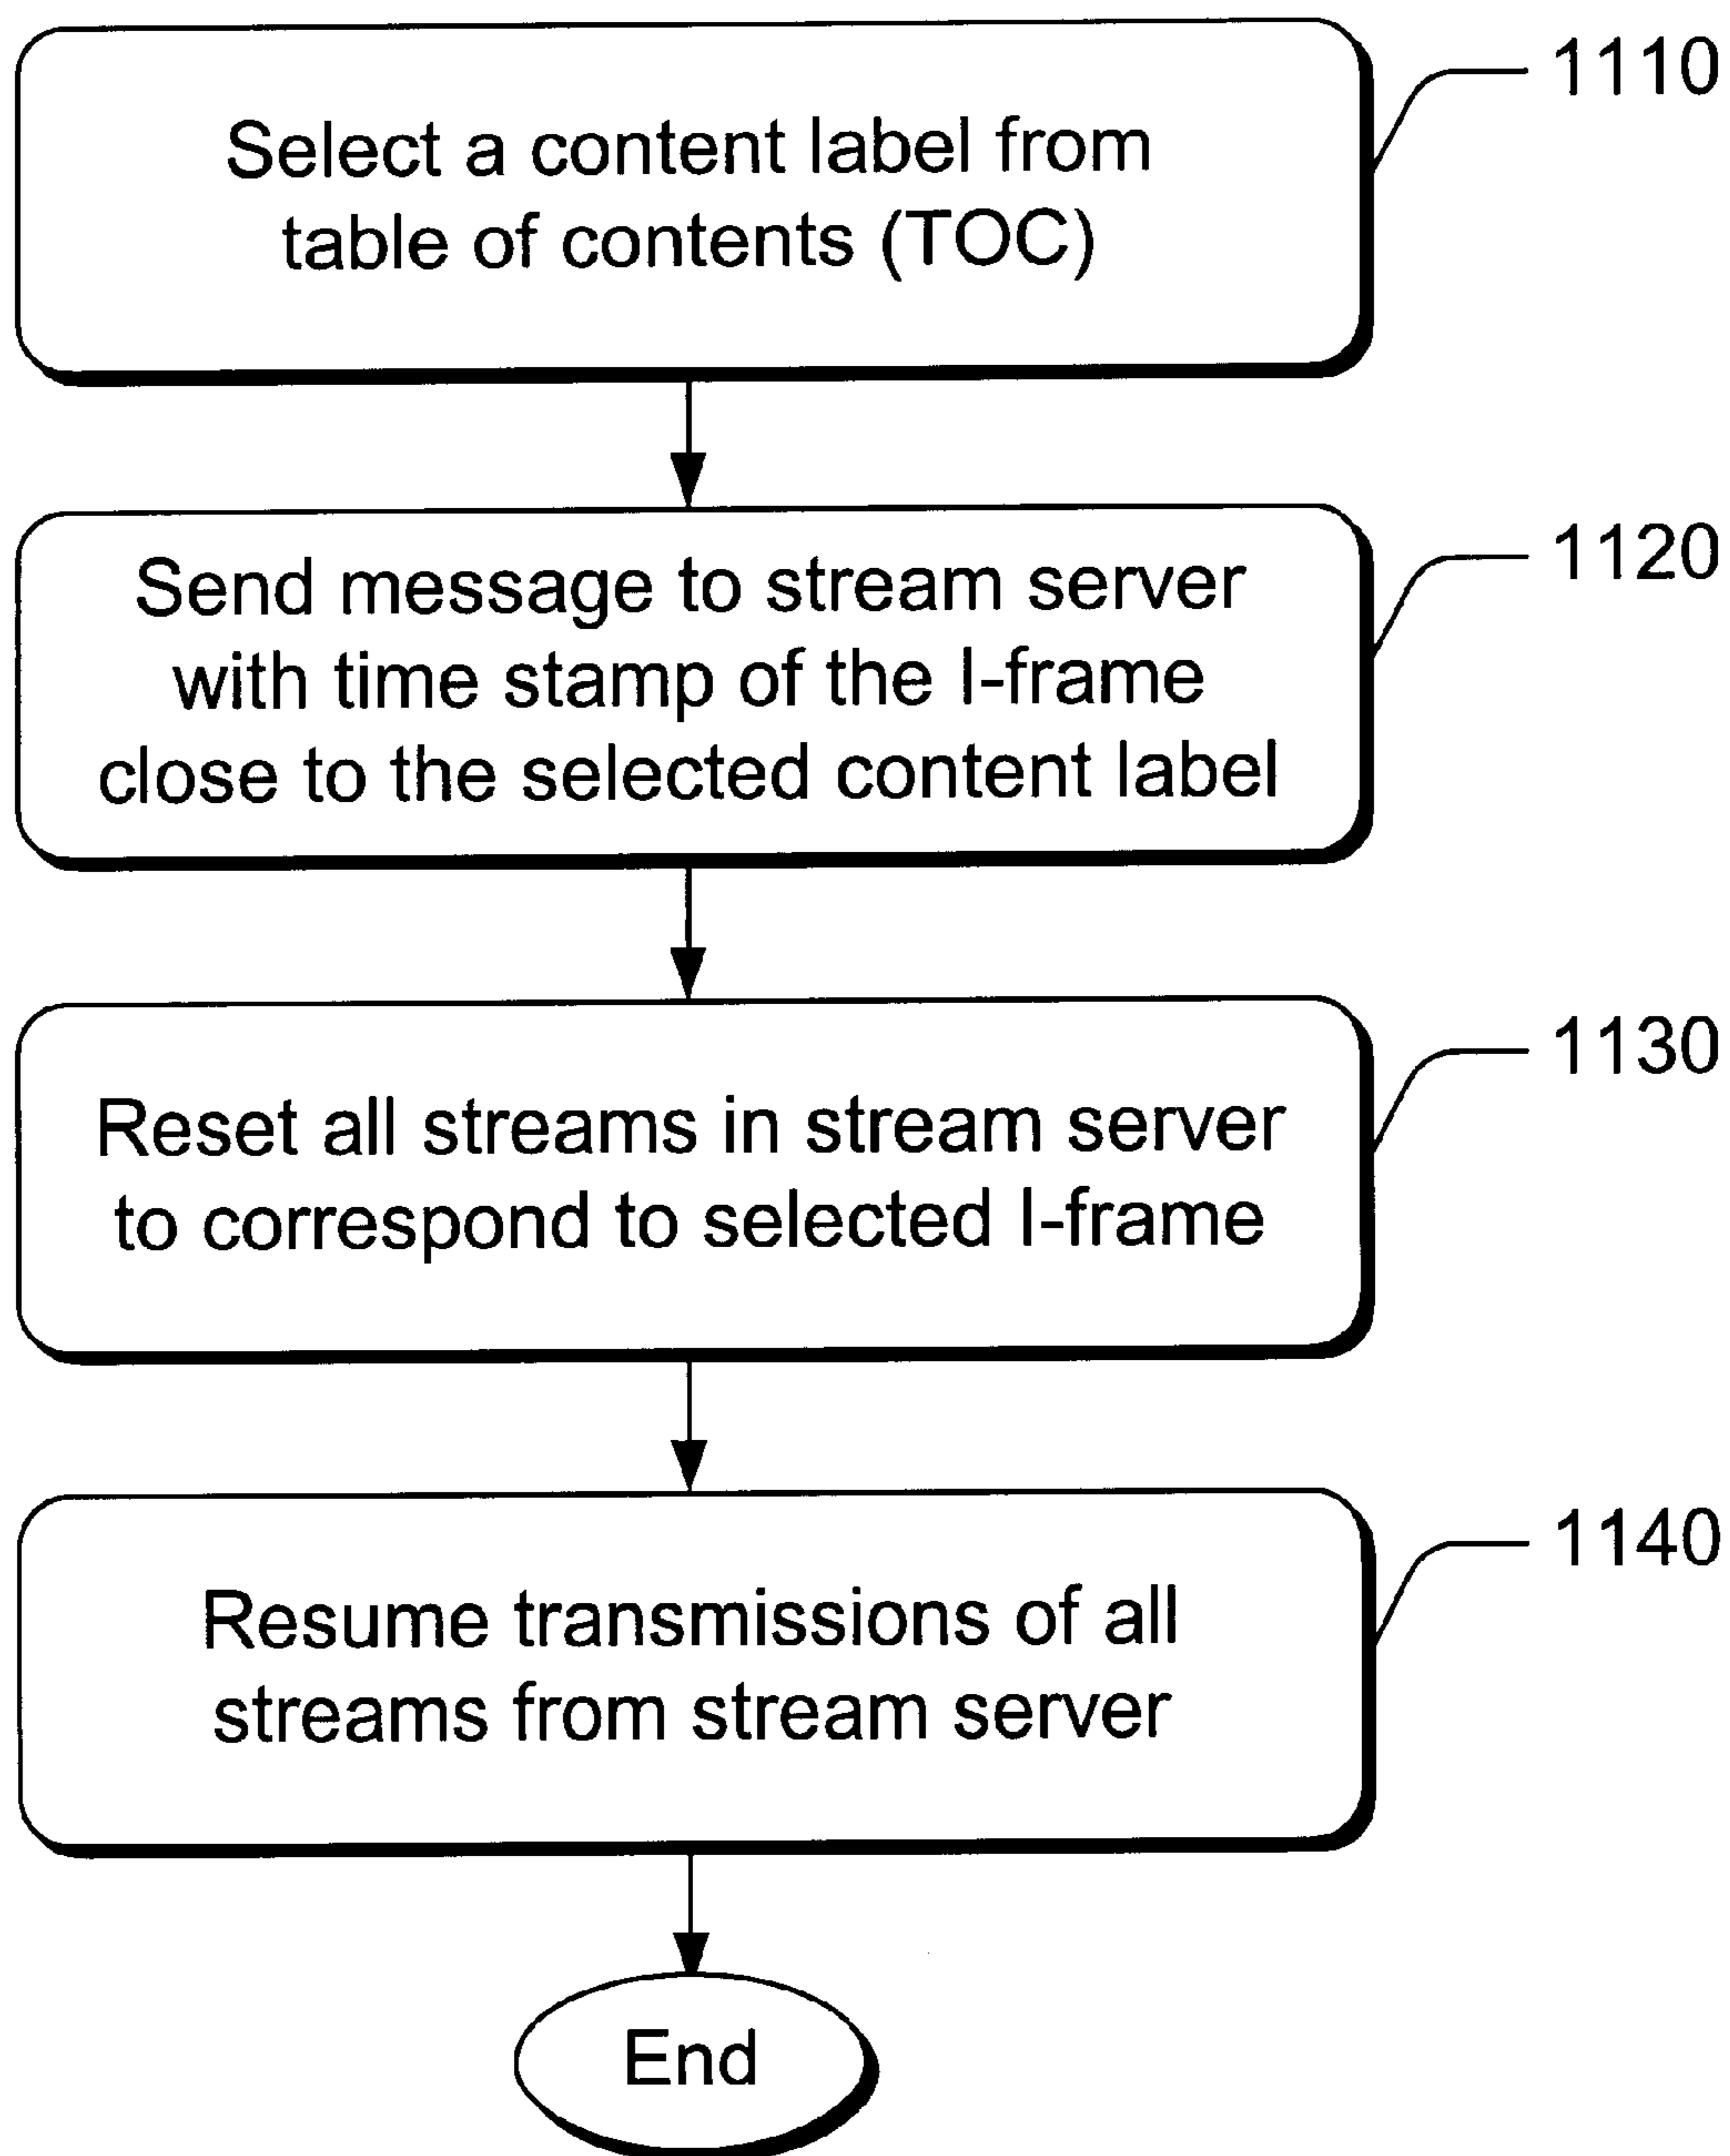 1110
Select a content label from
table of contents (TOC)
1120
Send message to stream server
with time stamp of the I-frame
close to the selected content label
1130
Reset all streams in stream server
to correspond to selected I-frame
1140
Resume transmissions of all
streams from stream server
End